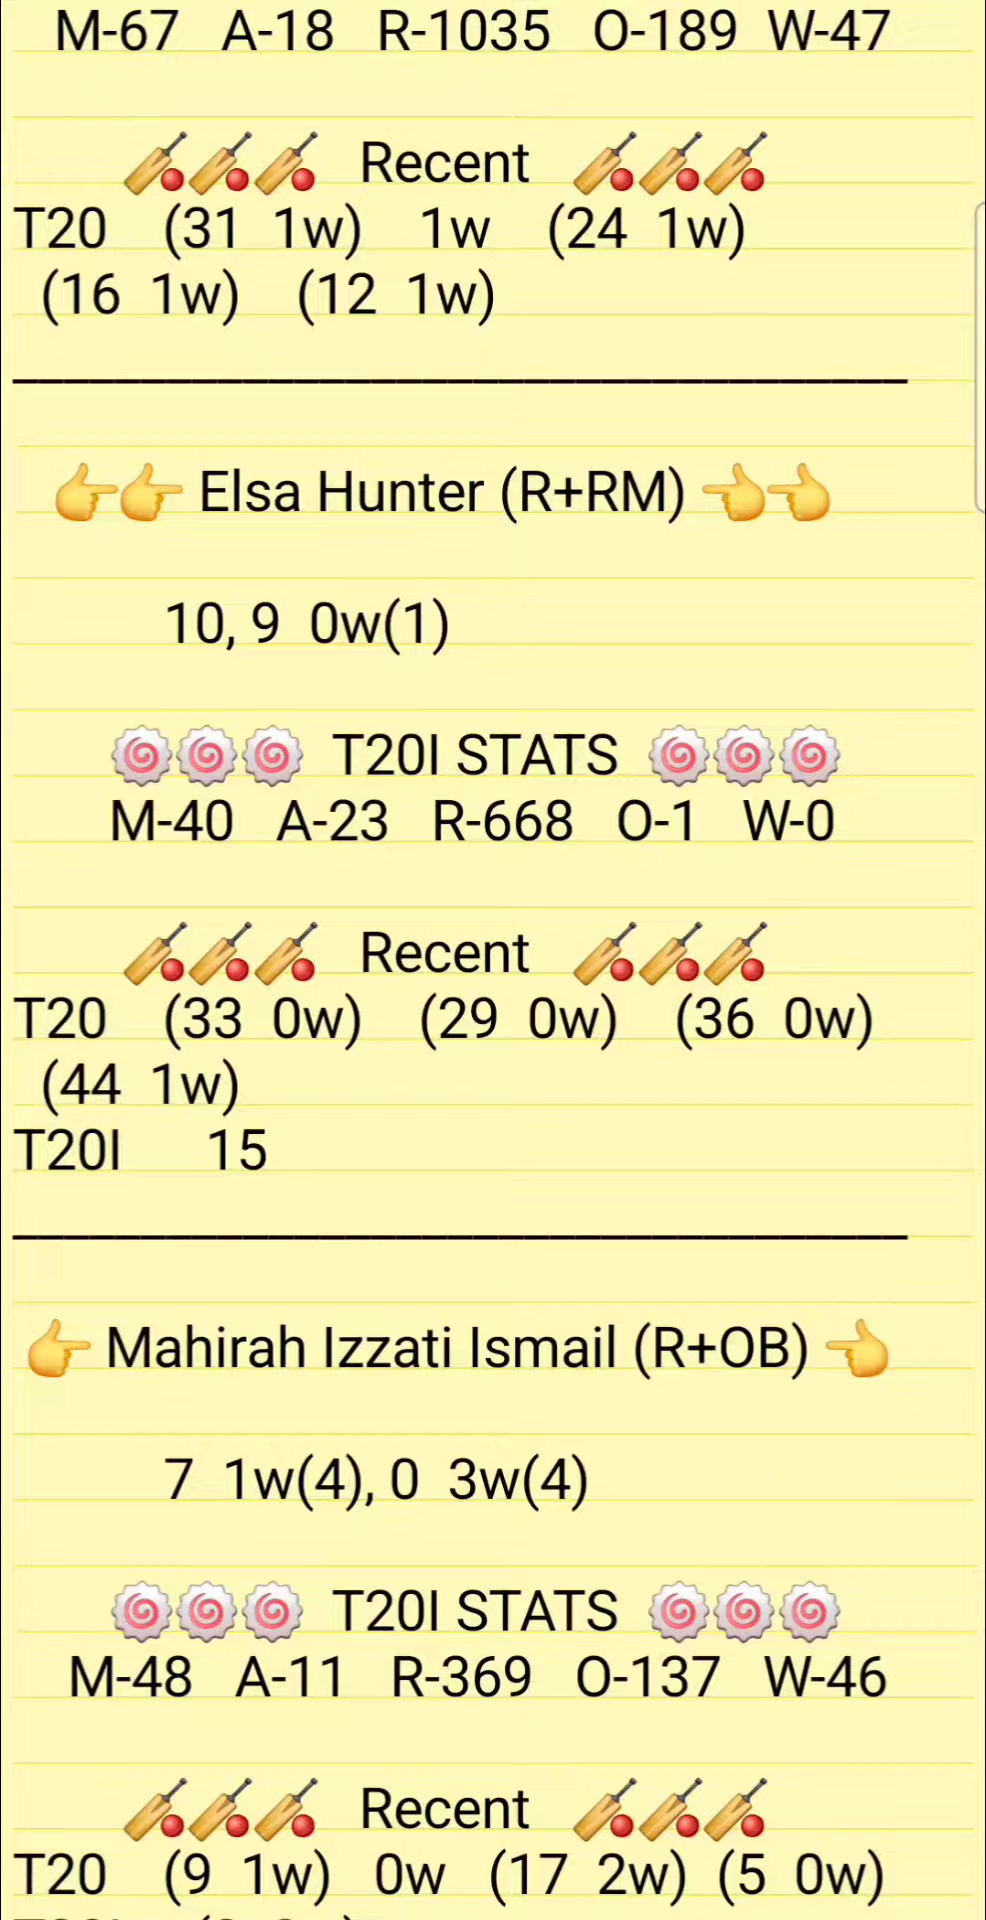 M-67 A-18 R-1035 O-189 W-47
🏏🏏🏏 Recent 🏏🏏🏏
T20 (31 1w) 1w (24 1w)
(16 1w) (12 1w)
👉👉 Elsa Hunter (R+RM) 👈👈
10, 9 0w(1)
🍥🍥🍥 T20I STATS 🍥🍥🍥
M-40 A-23 R-668 O-1 W-0
🏏🏏🏏 Recent 🏏🏏🏏
T20 (33 0w) (29 0w) (36 0w)
(44 1w)
T20I 15
👉 Mahirah Izzati Ismail (R+OB) 👈
7 1w(4), 0 3w(4)
🍥🍥🍥 T20I STATS 🍥🍥🍥
M-48 A-11 R-369 O-137 W-46
🏏🏏🏏 Recent 🏏🏏🏏
T20 (9 1w) 0w (17 2w) (5 0w)